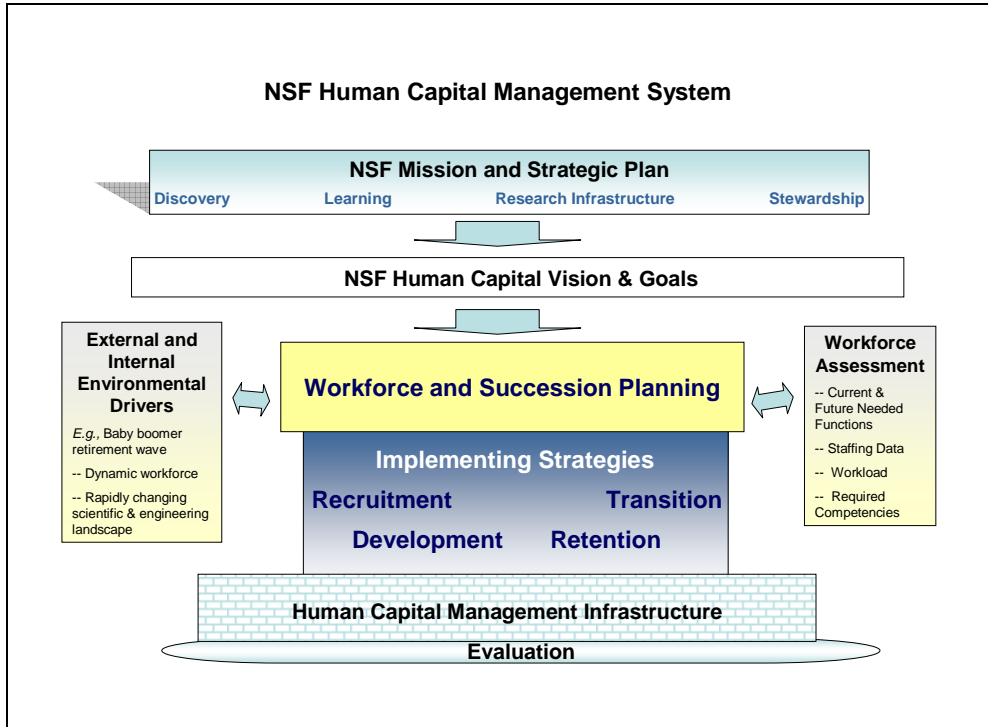 NSF Human Capital Management System
NSF Mission and Strategic Plan
Discovery Learning Research Infrastructure Stewardship
NSF Human Capital Vision & Goals
External and
Internal
Environmental
Drivers
E.g., Baby boomer
retirement wave
-- Dynamic workforce
-- Rapidly changing
scientific & engineering
landscape
Workforce and Succession Planning
Workforce
Assessment
-- Current &
Future Needed
Functions
-- Staffing Data
-- Workload
-- Required
Competencies
Implementing Strategies
Recruitment Transition
Development Retention
Human Capital Management Infrastructure
Evaluation